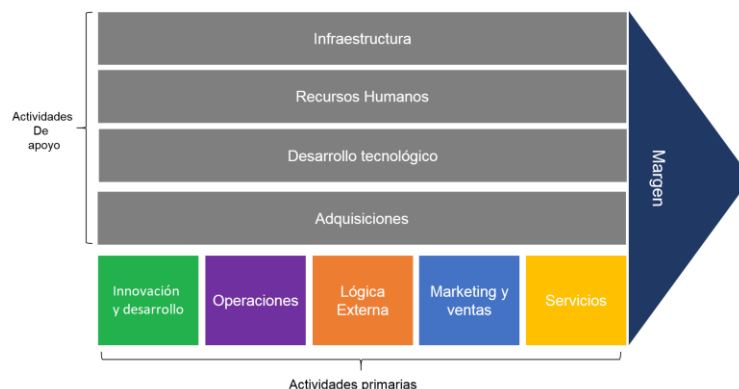 Infraestructura
Recursos Humanos
Actividades
De
apoyo
Desarrollo tecnológico
Adquisiciones
Margen
Innovación
y desarrollo
Operaciones
Lógica
Externa
Marketing y
ventas
Servicios
Actividades primarias